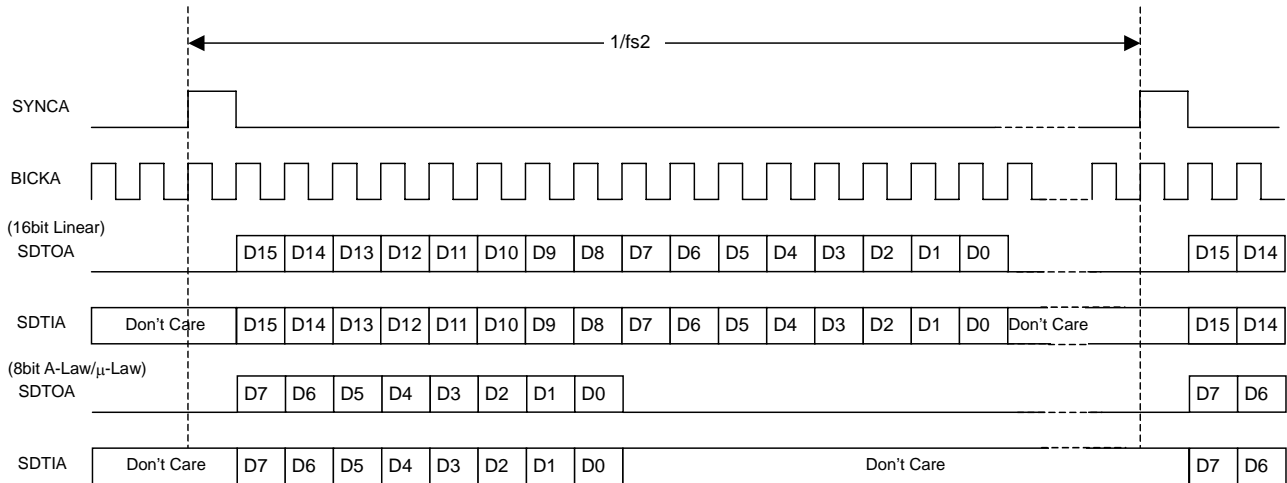 1/fs2
SYNCA
BICKA
(16bit Linear)
SDTOA D15 D14 D13 D12 D11 D10 D9 D8 D7 D6 D5 D4 D3 D2 D1 D0 D15 D14
SDTIA Don't Care D15 D14 D13 D12 D11 D10 D9 D8 D7 D6 D5 D4 D3 D2 D1 D0 Don't Care D15 D14
(8bit A-Law/μ-Law)
SDTOA D7 D6 D5 D4 D3 D2 D1 D0 D7 D6
SDTIA Don't Care D7 D6 D5 D4 D3 D2 D1 D0 Don't Care D7 D6